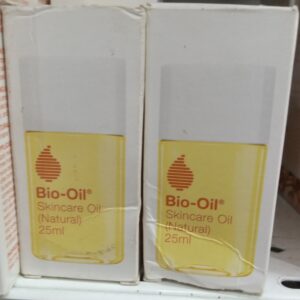 Bio-Oil®
Skincare Oil
(Natural)
25ml
Bio-Oil®
Skincare Oil
(Natural)
25ml